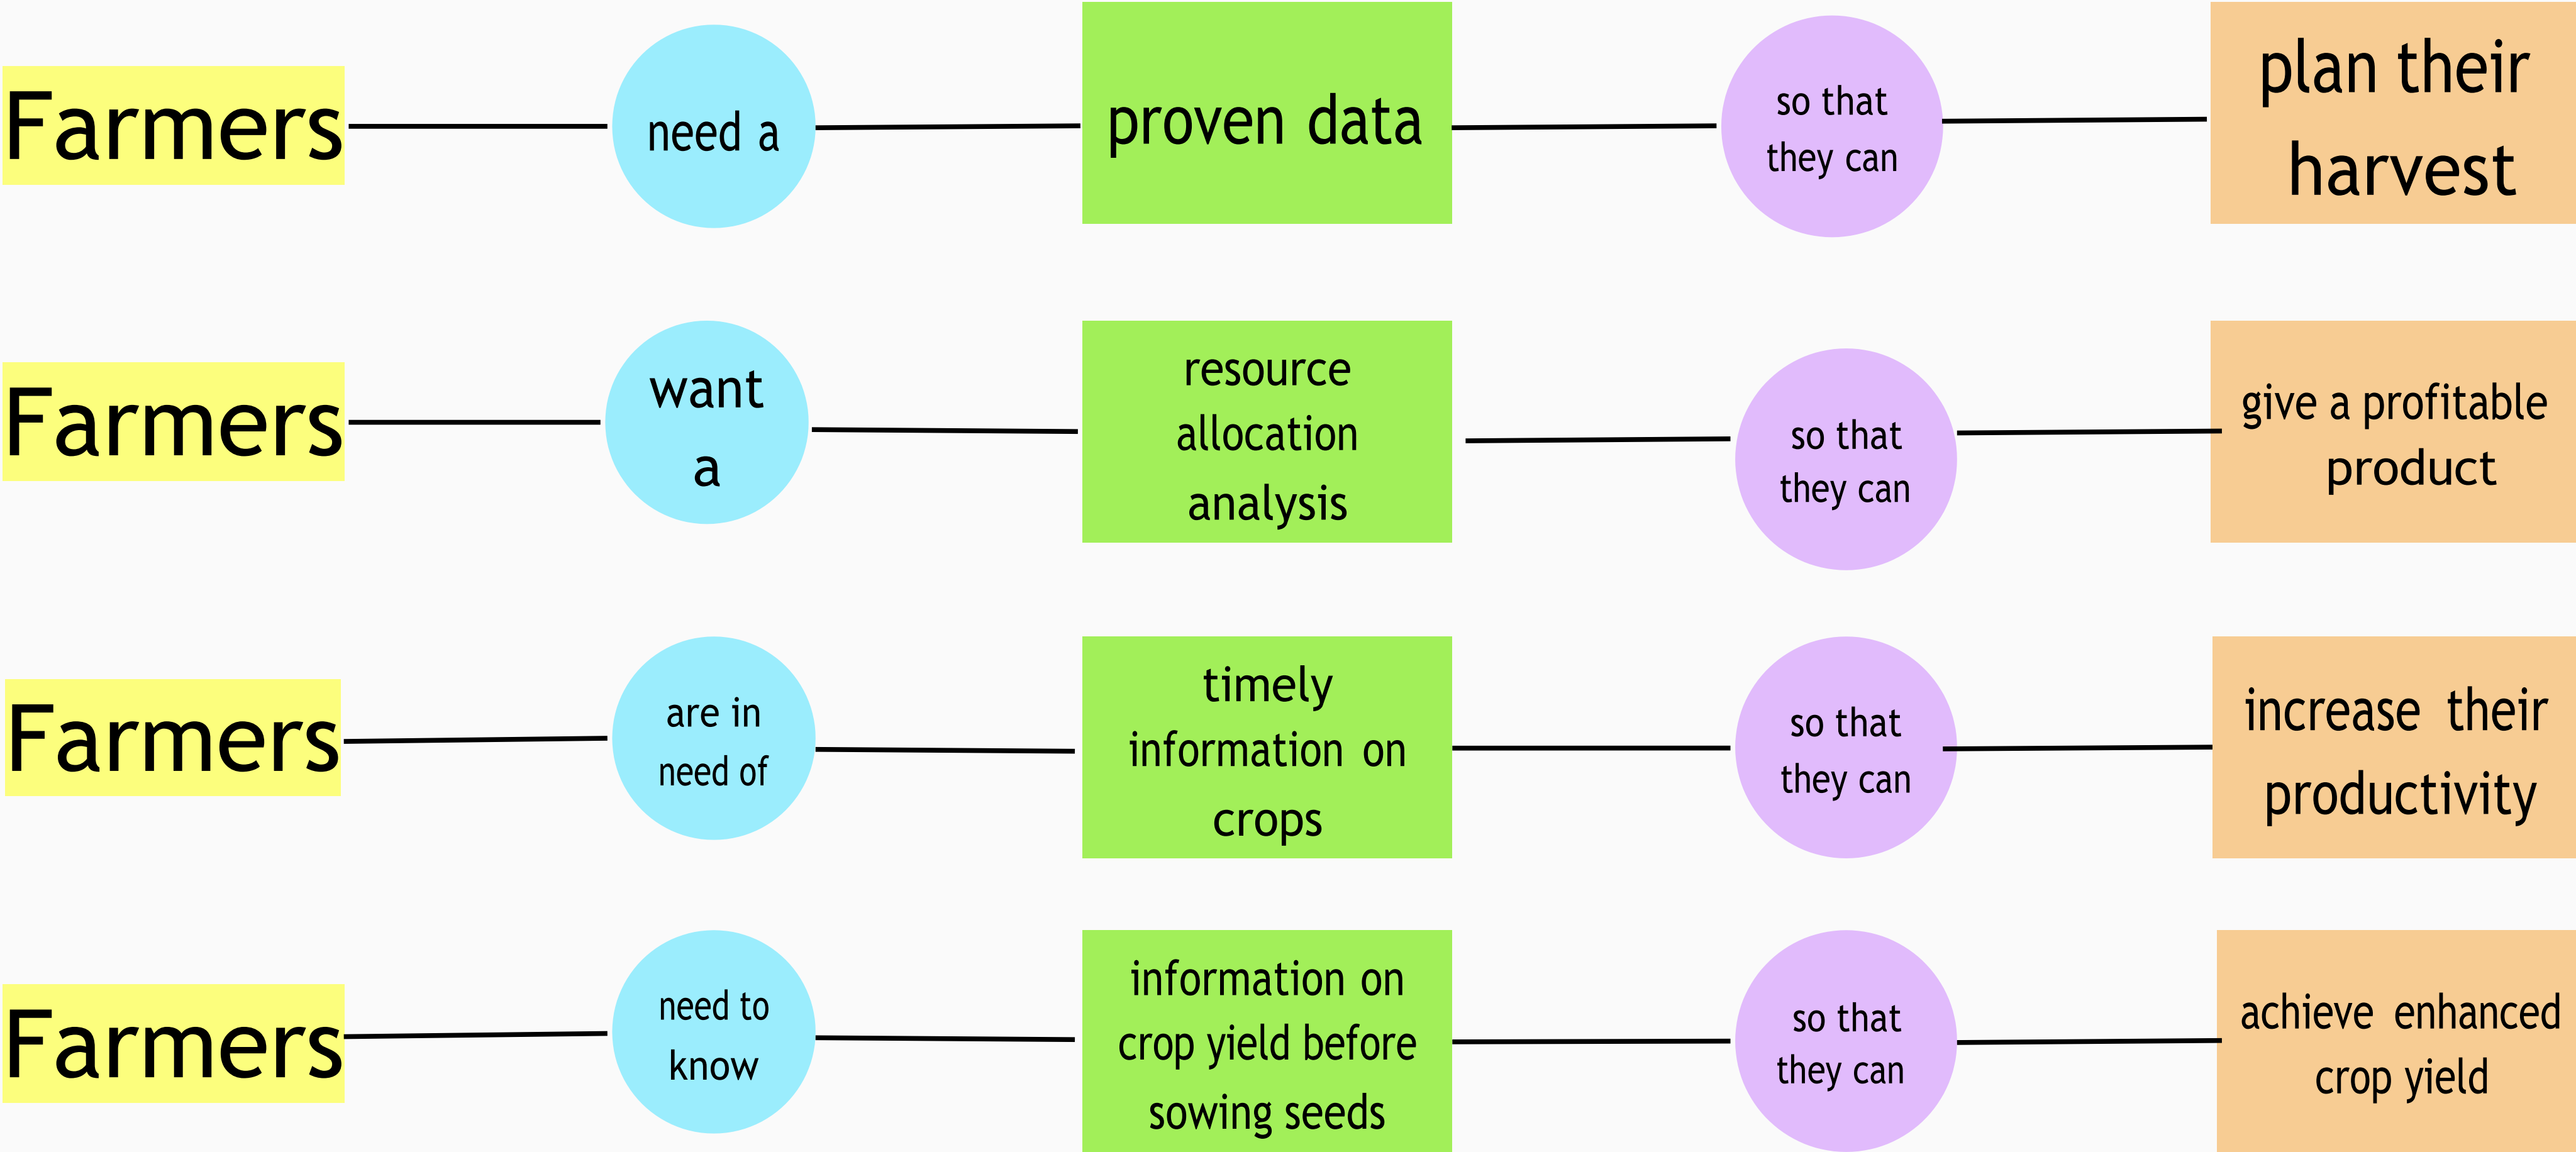 Farmers
need a
proven data
so that
they can
plan their
harvest
Farmers
want
a
resource
allocation
analysis
so that
they can
give a profitable
product
Farmers
are in
need of
timely
information on
crops
so that
they can
increase their
productivity
Farmers
need to
know
information on
crop yield before
sowing seeds
so that
they can
achieve enhanced
crop yield